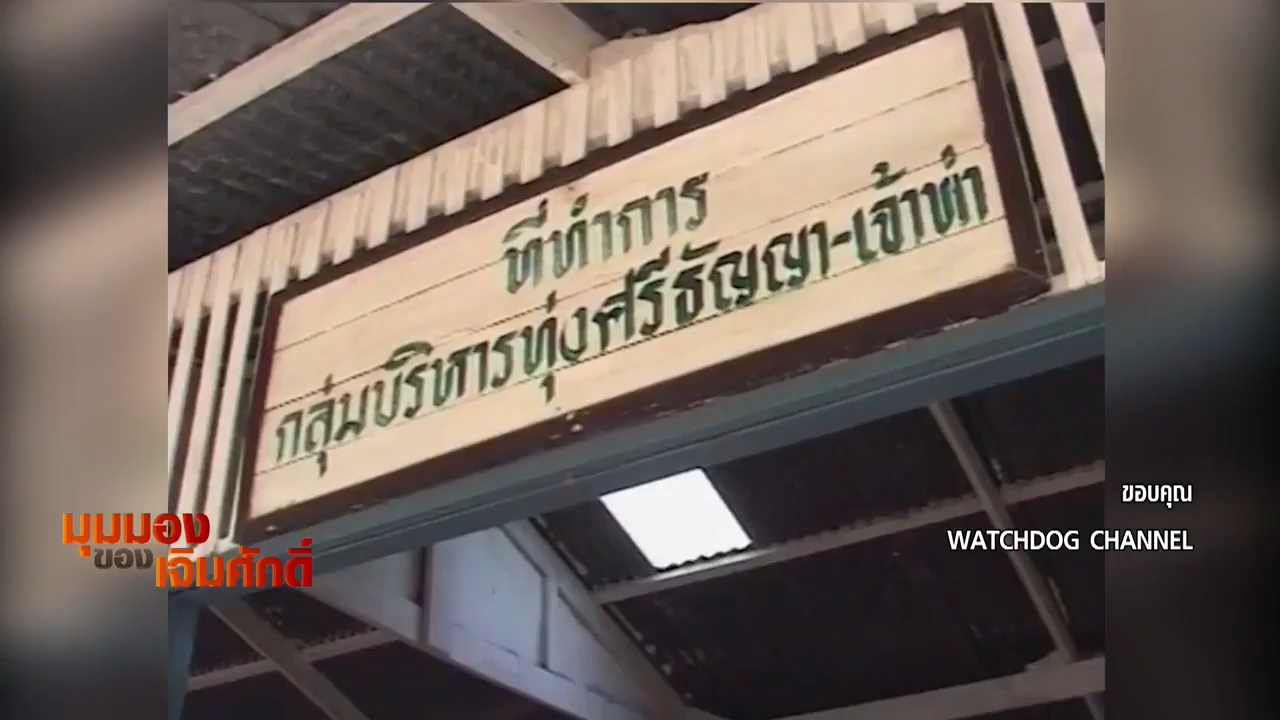 ที่ทำการ
กลุ่มบริหารทุ่งศรีธัญญา-เจ้าพำ
มุมมอง
ของ
เจิมศักดิ์
ขอบคุณ
WATCHDOG CHANNEL